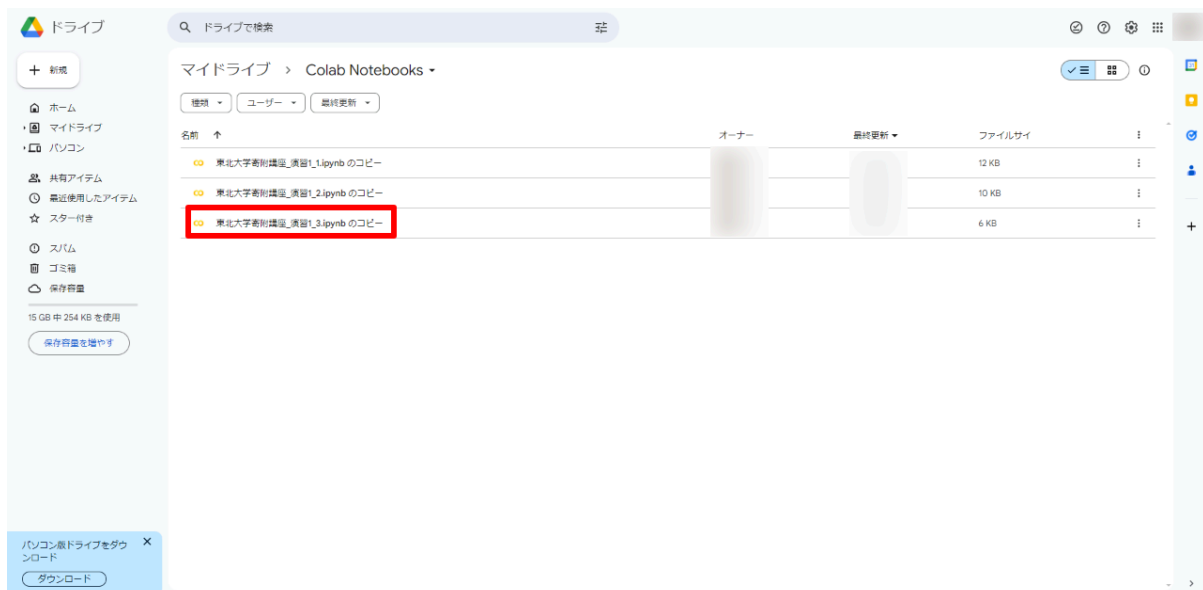 ドライブ
ドライブで検索
新規
マイドライブ > Colab Notebooks
種類 ユーザー 最終更新
ホーム
マイドライブ
パソコン
共有アイテム
最近使用したアイテム
スター付き
スパム
ゴミ箱
保存容量
15 GB 中 254 KB を使用
保存容量を増やす
名前 オーナー 最終更新 ファイルサイ
東北大学寄附講座_演習1_1.ipynb のコピー 12 KB
東北大学寄附講座_演習1_2.ipynb のコピー 10 KB
東北大学寄附講座_演習1_3.ipynb のコピー 6 KB
パソコン版ドライブをダウ
ンロード
ダウンロード